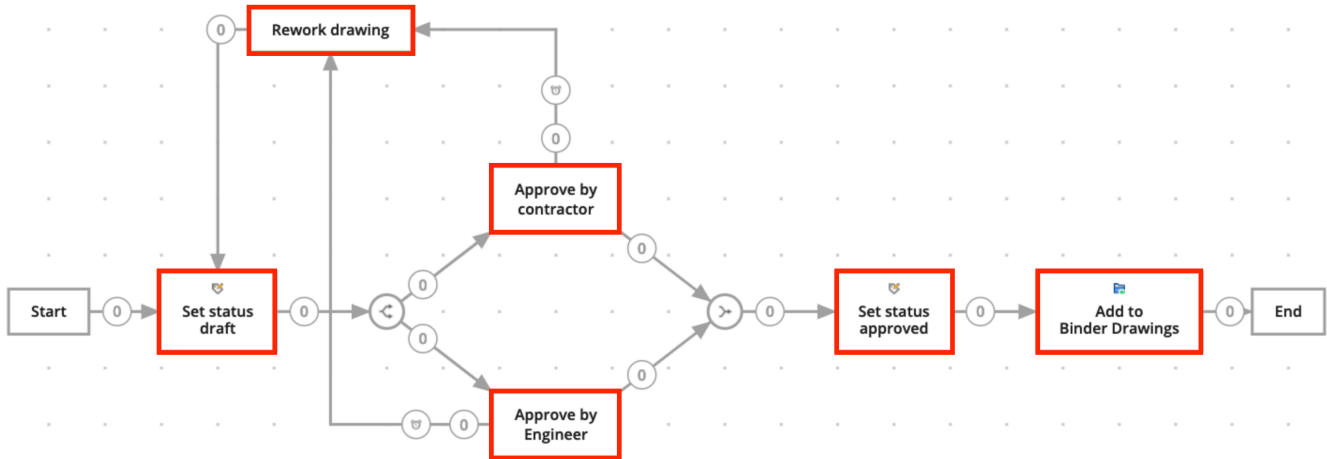 0
Rework drawing
0
Approve by
contractor
0
0
Start
0
Set status
draft
0
0
0
Set status
approved
0
Add to
Binder Drawings
0
End
0
0
Approve by
Engineer